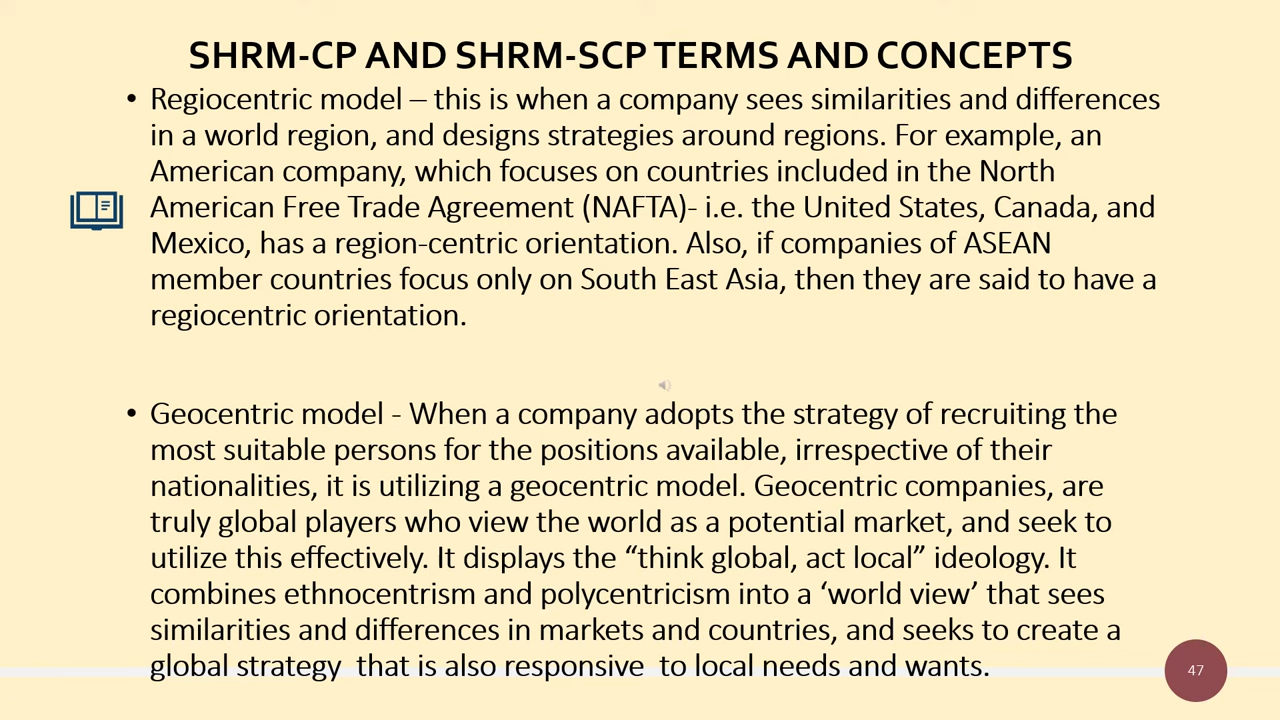 SHRM-CP AND SHRM-SCP TERMS AND CONCEPTS
• Regiocentric model – this is when a company sees similarities and differences
in a world region, and designs strategies around regions. For example, an
American company, which focuses on countries included in the North
American Free Trade Agreement (NAFTA)- i.e. the United States, Canada, and
Mexico, has a region-centric orientation. Also, if companies of ASEAN
member countries focus only on South East Asia, then they are said to have a
regiocentric orientation.
• Geocentric model - When a company adopts the strategy of recruiting the
most suitable persons for the positions available, irrespective of their
nationalities, it is utilizing a geocentric model. Geocentric companies, are
truly global players who view the world as a potential market, and seek to
utilize this effectively. It displays the “think global, act local” ideology. It
combines ethnocentrism and polycentricism into a ‘world view’ that sees
similarities and differences in markets and countries, and seeks to create a
global strategy  that is also responsive  to local needs and wants.
47